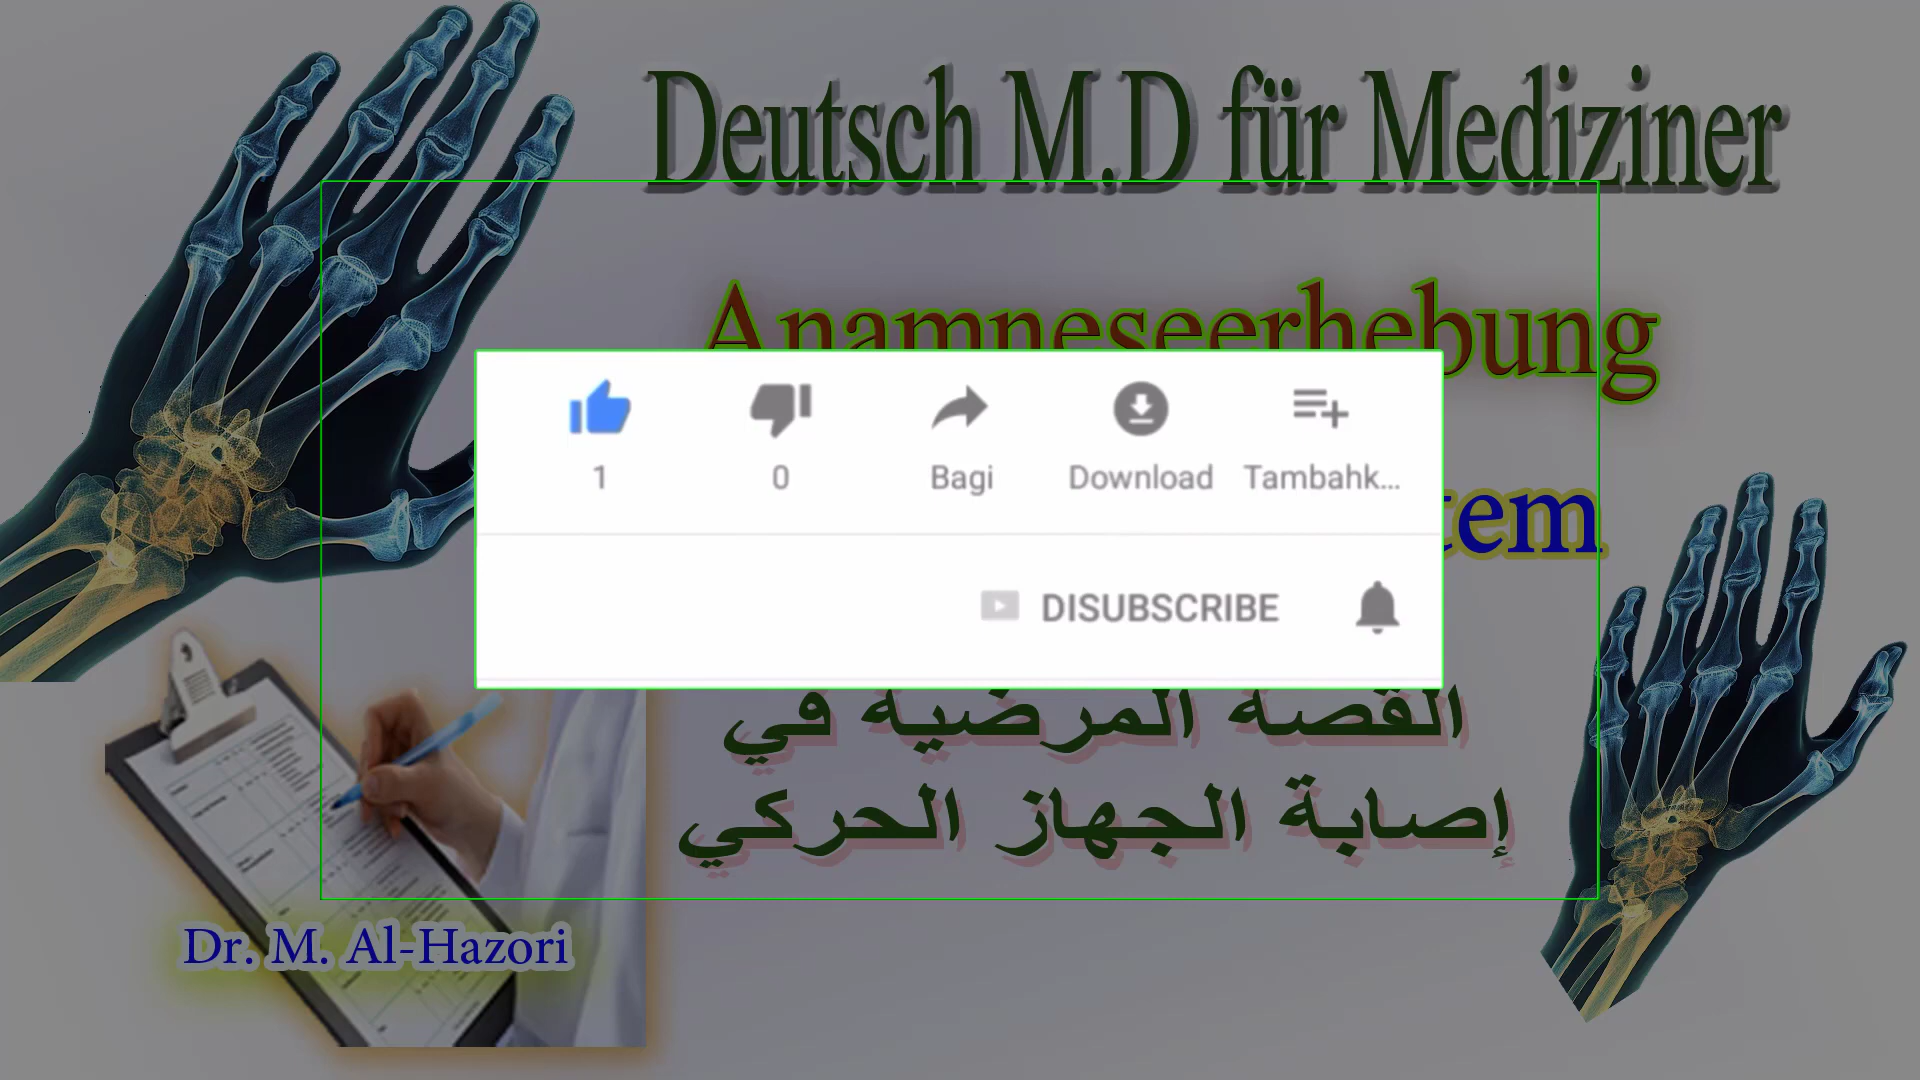 Deutsch M.D für Mediziner
Anamneseerhebung
tem
1 0 Bagi Download Tambahk...
DISUBSCRIBE
القصة المرضية في
إصابة الجهاز الحركي
Dr. M. Al-Hazori